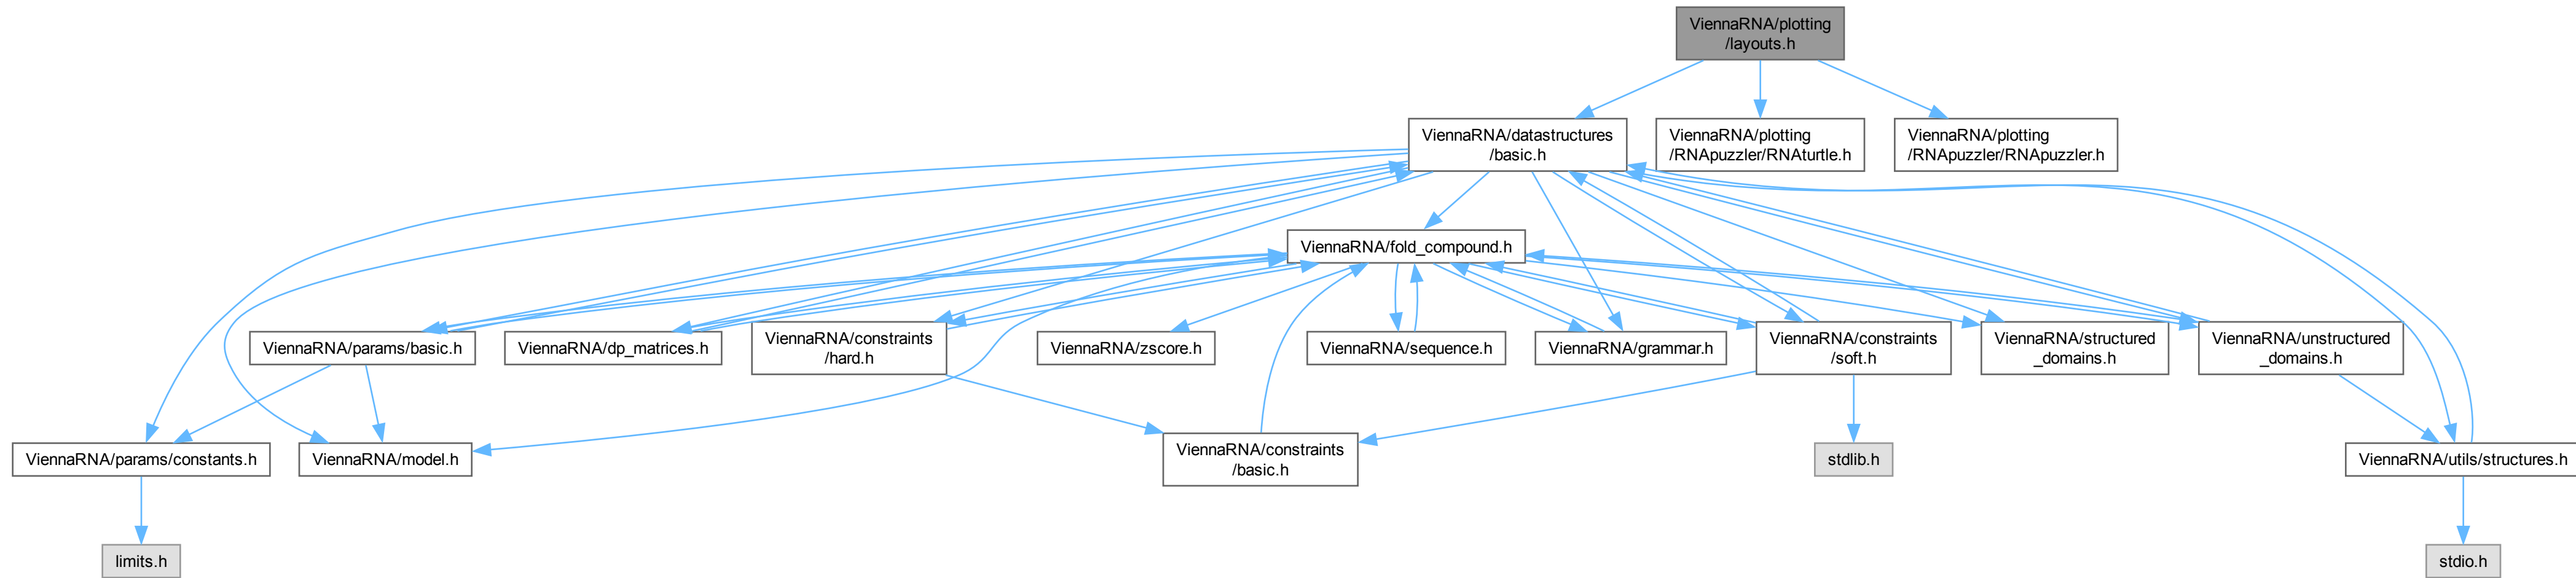 ViennaRNA/plotting
/layouts.h
ViennaRNA/datastructures
/basic.h
ViennaRNA/plotting
/RNApuzzler/RNAturtle.h
ViennaRNA/plotting
/RNApuzzler/RNApuzzler.h
ViennaRNA/fold_compound.h
ViennaRNA/params/basic.h
ViennaRNA/dp_matrices.h
ViennaRNA/constraints
/hard.h
ViennaRNA/zscore.h
ViennaRNA/sequence.h
ViennaRNA/grammar.h
ViennaRNA/constraints
/soft.h
ViennaRNA/structured
_domains.h
ViennaRNA/unstructured
_domains.h
ViennaRNA/params/constants.h
ViennaRNA/model.h
ViennaRNA/constraints
/basic.h
stdlib.h
ViennaRNA/utils/structures.h
limits.h
stdio.h